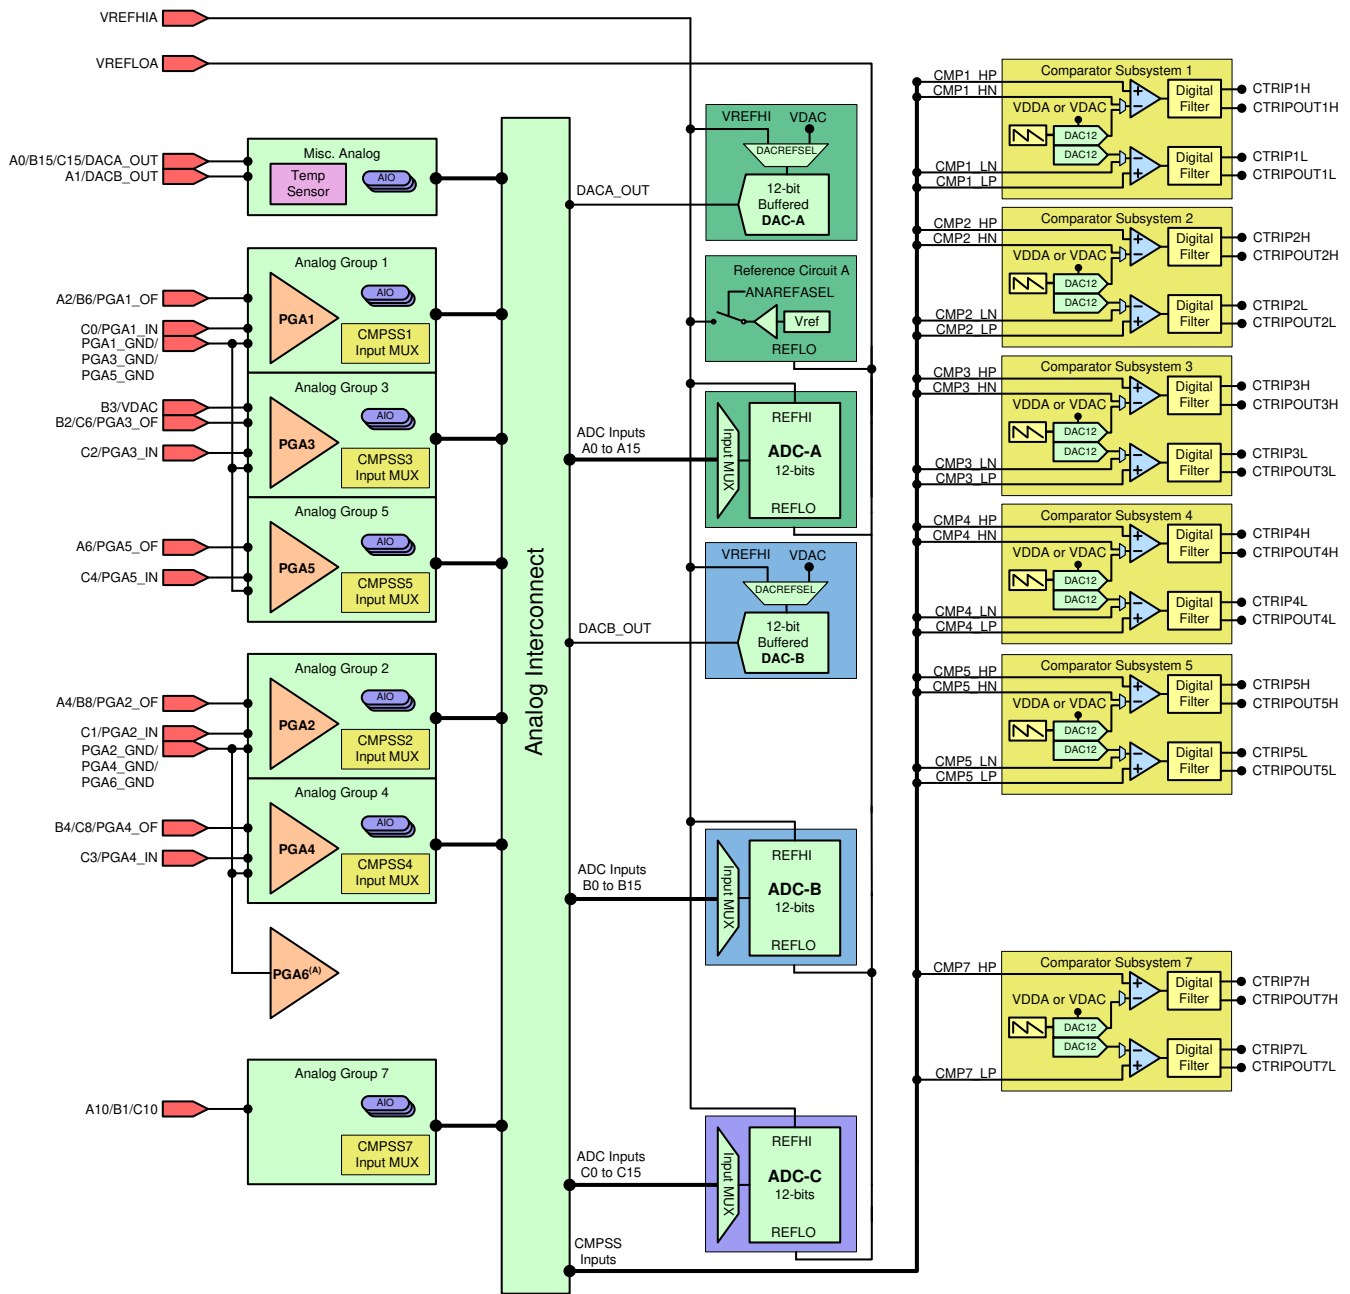 VREFHIA
VREFLOA
A0/B15/C15/DACA_OUT
A1/DACB_OUT
Misc. Analog
Temp
Sensor
AIO
A2/B6/PGA1_OF
C0/PGA1_IN
PGA1_GND/
PGA3_GND/
PGA5_GND
Analog Group 1
PGA1
AIO
CMPSS1
Input MUX
B3/VDAC
B2/C6/PGA3_OF
C2/PGA3_IN
Analog Group 3
PGA3
AIO
CMPSS3
Input MUX
A6/PGA5_OF
C4/PGA5_IN
Analog Group 5
PGA5
AIO
CMPSS5
Input MUX
A4/B8/PGA2_OF
C1/PGA2_IN
PGA2_GND/
PGA4_GND/
PGA6_GND
Analog Group 2
PGA2
AIO
CMPSS2
Input MUX
B4/C8/PGA4_OF
C3/PGA4_IN
Analog Group 4
PGA4
AIO
CMPSS4
Input MUX
PGA6(A)
A10/B1/C10
Analog Group 7
AIO
CMPSS7
Input MUX
Analog Interconnect
DACA_OUT
VREFHI
VDAC
DACREFSEL
12-bit
Buffered
DAC-A
Reference Circuit A
ANAREFASEL
Vref
REFLO
ADC Inputs
A0 to A15
Input MUX
REFHI
ADC-A
12-bits
REFLO
DACB_OUT
VREFHI
VDAC
DACREFSEL
12-bit
Buffered
DAC-B
ADC Inputs
B0 to B15
Input MUX
REFHI
ADC-B
12-bits
REFLO
ADC Inputs
C0 to C15
Input MUX
REFHI
ADC-C
12-bits
REFLO
CMPSS
Inputs
CMP1_HP
CMP1_HN
CMP1_LN
CMP1_LP
Comparator Subsystem 1
VDDA or VDAC
DAC12
DAC12
Digital
Filter
Digital
Filter
CTRIP1H
CTRIPOUT1H
CTRIP1L
CTRIPOUT1L
CMP2_HP
CMP2_HN
CMP2_LN
CMP2_LP
Comparator Subsystem 2
VDDA or VDAC
DAC12
DAC12
Digital
Filter
Digital
Filter
CTRIP2H
CTRIPOUT2H
CTRIP2L
CTRIPOUT2L
CMP3_HP
CMP3_HN
CMP3_LN
CMP3_LP
Comparator Subsystem 3
VDDA or VDAC
DAC12
DAC12
Digital
Filter
Digital
Filter
CTRIP3H
CTRIPOUT3H
CTRIP3L
CTRIPOUT3L
CMP4_HP
CMP4_HN
CMP4_LN
CMP4_LP
Comparator Subsystem 4
VDDA or VDAC
DAC12
DAC12
Digital
Filter
Digital
Filter
CTRIP4H
CTRIPOUT4H
CTRIP4L
CTRIPOUT4L
CMP5_HP
CMP5_HN
CMP5_LN
CMP5_LP
Comparator Subsystem 5
VDDA or VDAC
DAC12
DAC12
Digital
Filter
Digital
Filter
CTRIP5H
CTRIPOUT5H
CTRIP5L
CTRIPOUT5L
CMP7_HP
CMP7_LP
Comparator Subsystem 7
VDDA or VDAC
DAC12
DAC12
Digital
Filter
Digital
Filter
CTRIP7H
CTRIPOUT7H
CTRIP7L
CTRIPOUT7L